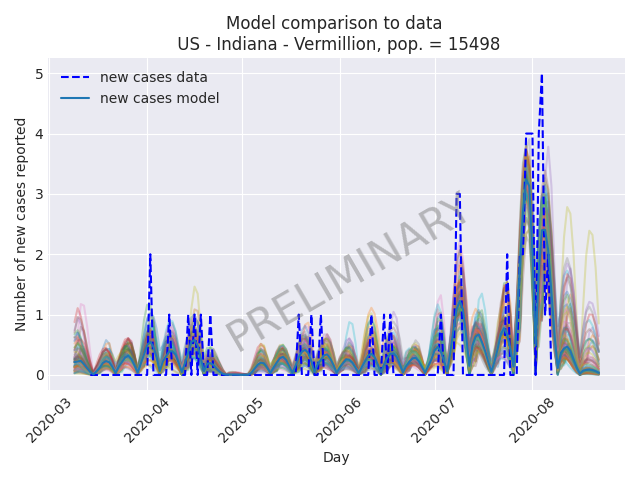 Model comparison to data
US - Indiana - Vermillion, pop. = 15498
new cases data
new cases model
Number of new cases reported
5
4
3
2
1
0
PRELIMINARY
2020-03
2020-04
2020-05
2020-06
2020-07
2020-08
Day